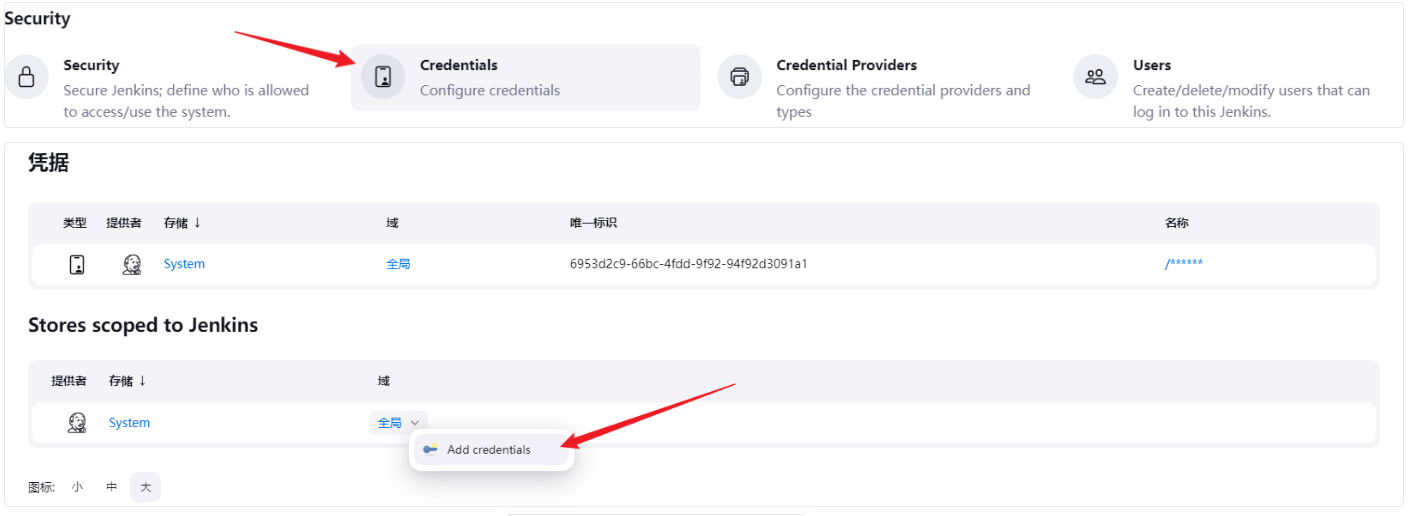 Security
Security
Secure Jenkins; define who is allowed
to access/use the system.
Credentials
Configure credentials
Credential Providers
Configure the credential providers and
types
Users
Create/delete/modify users that can
log in to this Jenkins.
凭据
类型 提供者 存储 ↓ 域 唯一标识 名称
System 全局 6953d2c9-66bc-4fdd-9f92-94f92d3091a1 /******
Stores scoped to Jenkins
提供者 存储 ↓ 域
System 全局
Add credentials
图标: 小 中 大